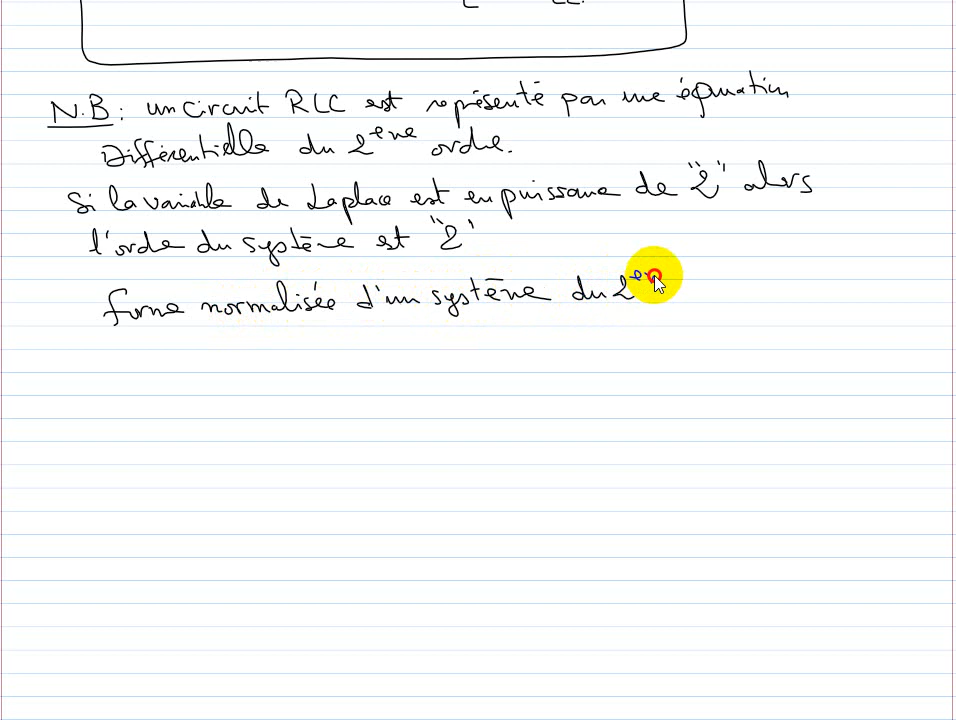 N.B : un circuit RLC est représenté par une équation
Différentielle du 2ème ordre.
Si la variable de Laplace est en puissance de "2" alors
l'ordre du système est "2"
forme normalisée d'un système du 2e